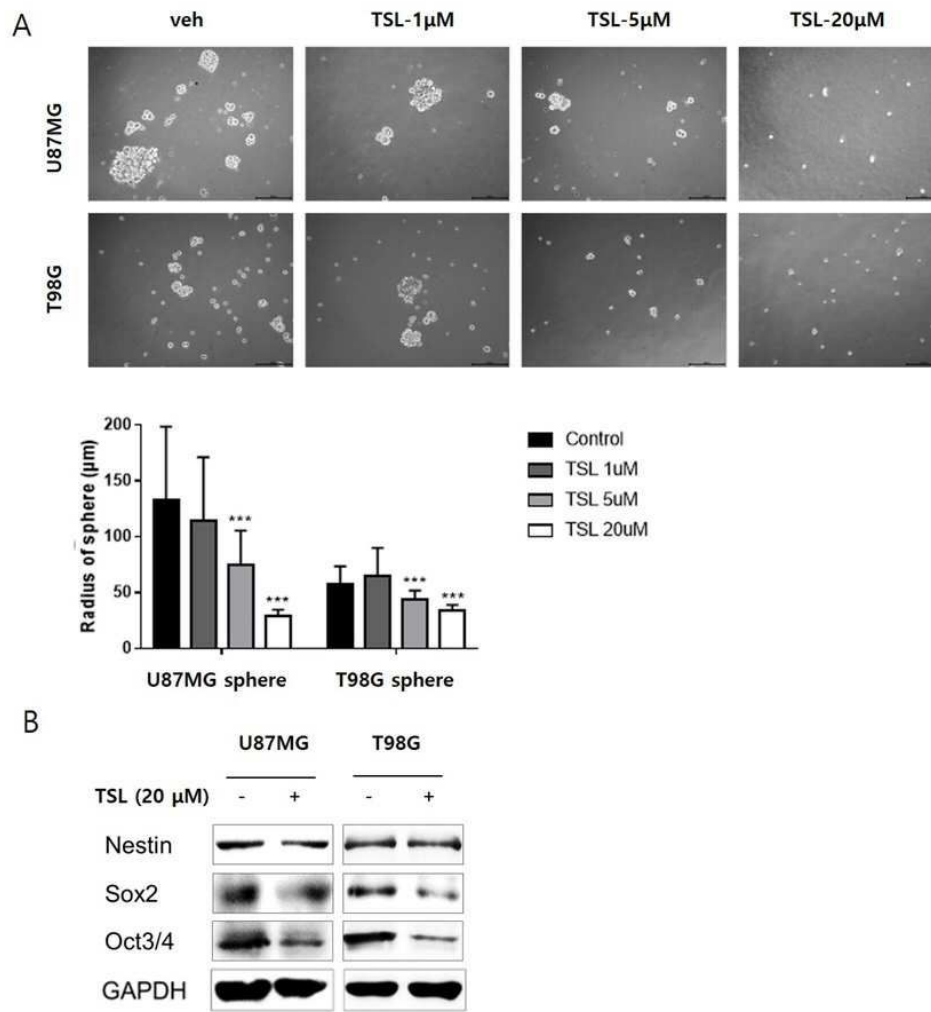 A
veh TSL-1μM TSL-5μM TSL-20μM
U87MG
T98G
200
150
100
50
0
Radius of sphere (μm)
*** *** *** ***
U87MG sphere T98G sphere
Control
TSL 1uM
TSL 5uM
TSL 20uM
B
U87MG T98G
TSL (20 μM) - + - +
Nestin
Sox2
Oct3/4
GAPDH